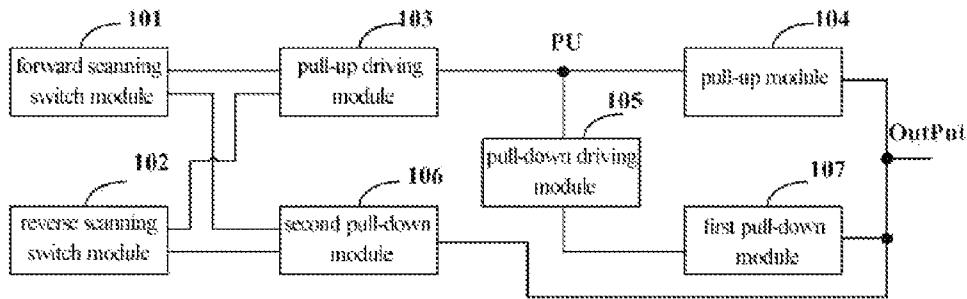 101
103
104
forward scanning
switch module
pull-up driving
module
PU
pull-up module
105
OutPut
pull-down driving
module
102
106
107
reverse scanning
switch module
second pull-down
module
first pull-down
module